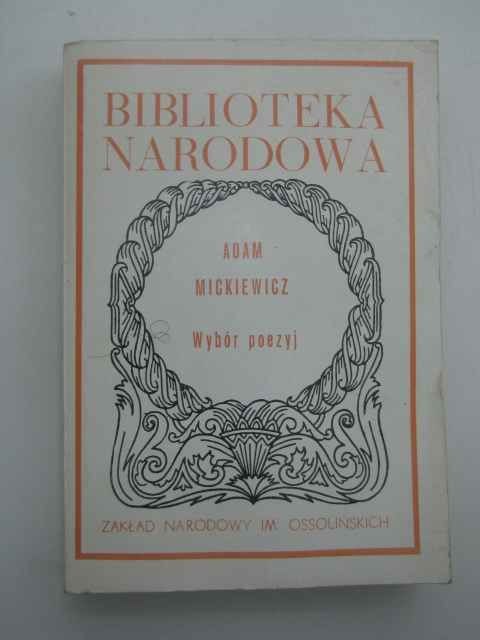 BIBLIOTEKA
NARODOWA
ADAM
MICKIEWICZ
Wybór poezyj
ZAKŁAD NARODOWY IM. OSSOLIŃSKICH